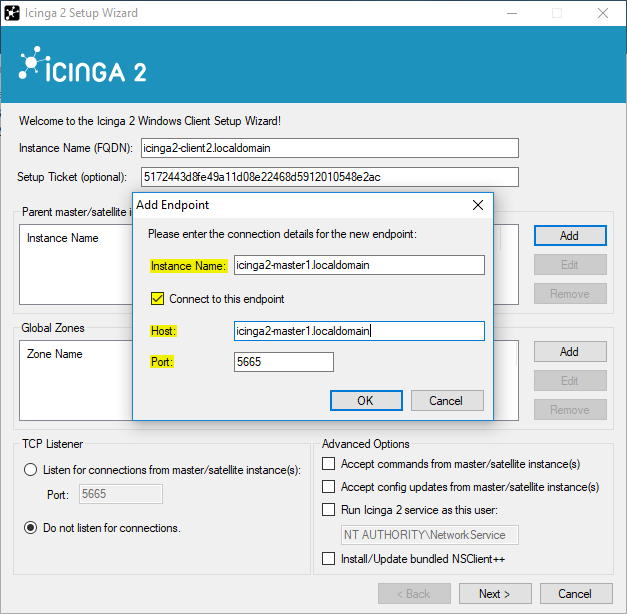 Icinga 2 Setup Wizard
ICINGA 2
Welcome to the Icinga 2 Windows Client Setup Wizard!
Instance Name (FQDN): icinga2-client2.localdomain
Setup Ticket (optional): 5172443d8fe49a11d08e22468d5912010548e2ac
Add Endpoint
Please enter the connection details for the new endpoint:
Instance Name: icinga2-master1.localdomain
Connect to this endpoint
Host: icinga2-master1.localdomain
Port: 5665
OK Cancel
Parent master/satellite i
Instance Name
Add
Edit
Remove
Global Zones
Zone Name
Add
Edit
Remove
TCP Listener
Listen for connections from master/satellite instance(s):
Port: 5665
Do not listen for connections.
Advanced Options
Accept commands from master/satellite instance(s)
Accept config updates from master/satellite instance(s)
Run Icinga 2 service as this user:
NT AUTHORITY\NetworkService
Install/Update bundled NSClient++
< Back Next > Cancel